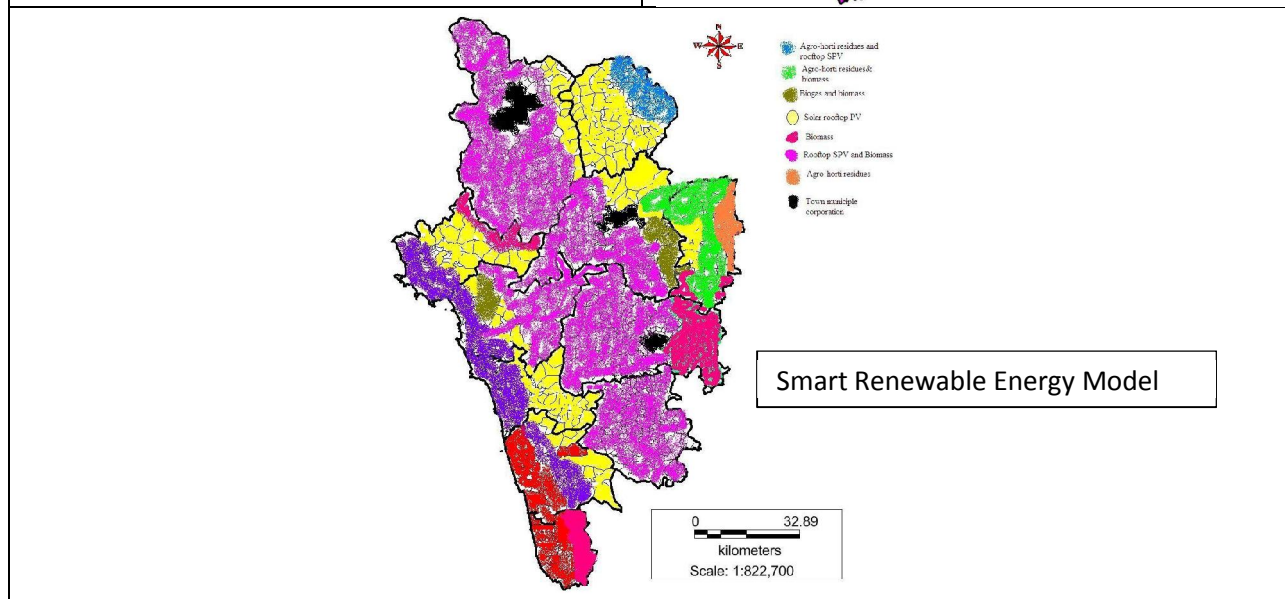 N
W E
S
Agro-horti residues and
rooftop SPV
Agro-horti residues&
biomass
Biogas and biomass
Solar rooftop PV
Biomass
Rooftop SPV and Biomass
Agro-horti residues
Town municiple
corporation
Smart Renewable Energy Model
0 32.89
kilometers
Scale: 1:822,700